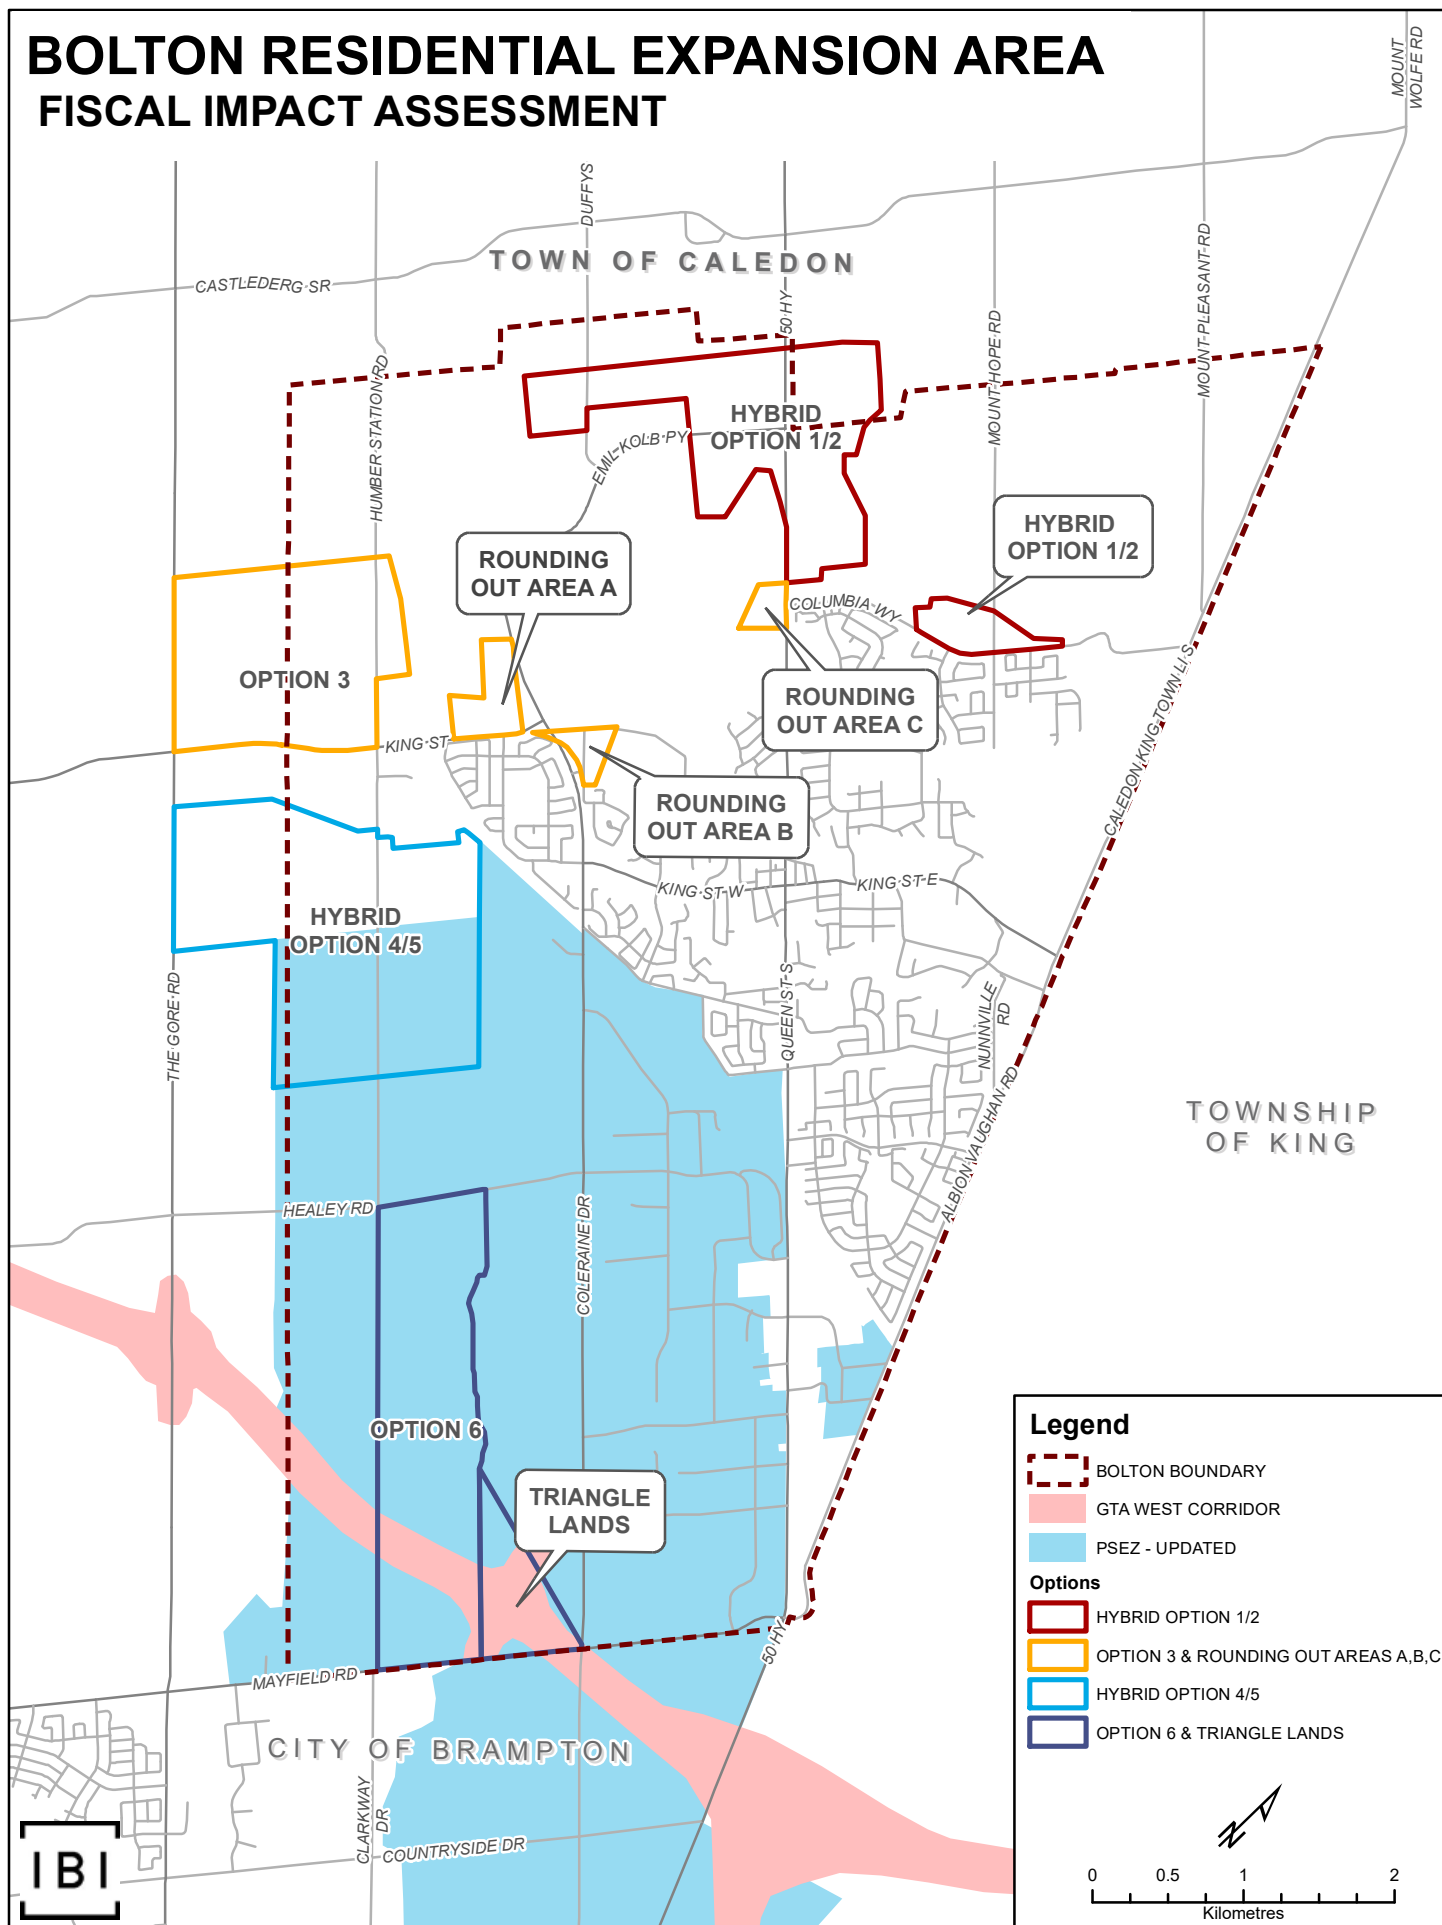 BOLTON RESIDENTIAL EXPANSION AREA
FISCAL IMPACT ASSESSMENT
MOUNT
WOLFE RD
DUFFYS
TOWN OF CALEDON
CASTLEDERG SR
50 HY
MOUNT PLEASANT RD
MOUNT HOPE RD
HUMBER STATION RD
HYBRID
OPTION 1/2
EMIL KOLB PY
HYBRID
OPTION 1/2
ROUNDING
OUT AREA A
COLUMBIA WY
OPTION 3
ROUNDING
OUT AREA C
KING ST
CALEDON KING TOWN LI S
ROUNDING
OUT AREA B
KING ST W
KING ST E
HYBRID
OPTION 4/5
THE GORE RD
QUEEN ST S
NUNNVILLE
RD
ALBION VAUGHAN RD
TOWNSHIP
OF KING
HEALEY RD
COLERAINE DR
OPTION 6
TRIANGLE
LANDS
MAYFIELD RD
50 HY
CITY OF BRAMPTON
CLARKWAY
DR
COUNTRYSIDE DR
IBI
Legend
BOLTON BOUNDARY
GTA WEST CORRIDOR
PSEZ - UPDATED
Options
HYBRID OPTION 1/2
OPTION 3 & ROUNDING OUT AREAS A,B,C
HYBRID OPTION 4/5
OPTION 6 & TRIANGLE LANDS
N
0 0.5 1 2
Kilometres